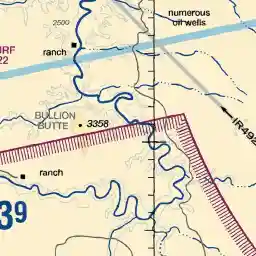 2500
numerous
oil wells
URF
22
ranch
IR492
BULLION
BUTTE
3358
ranch
39